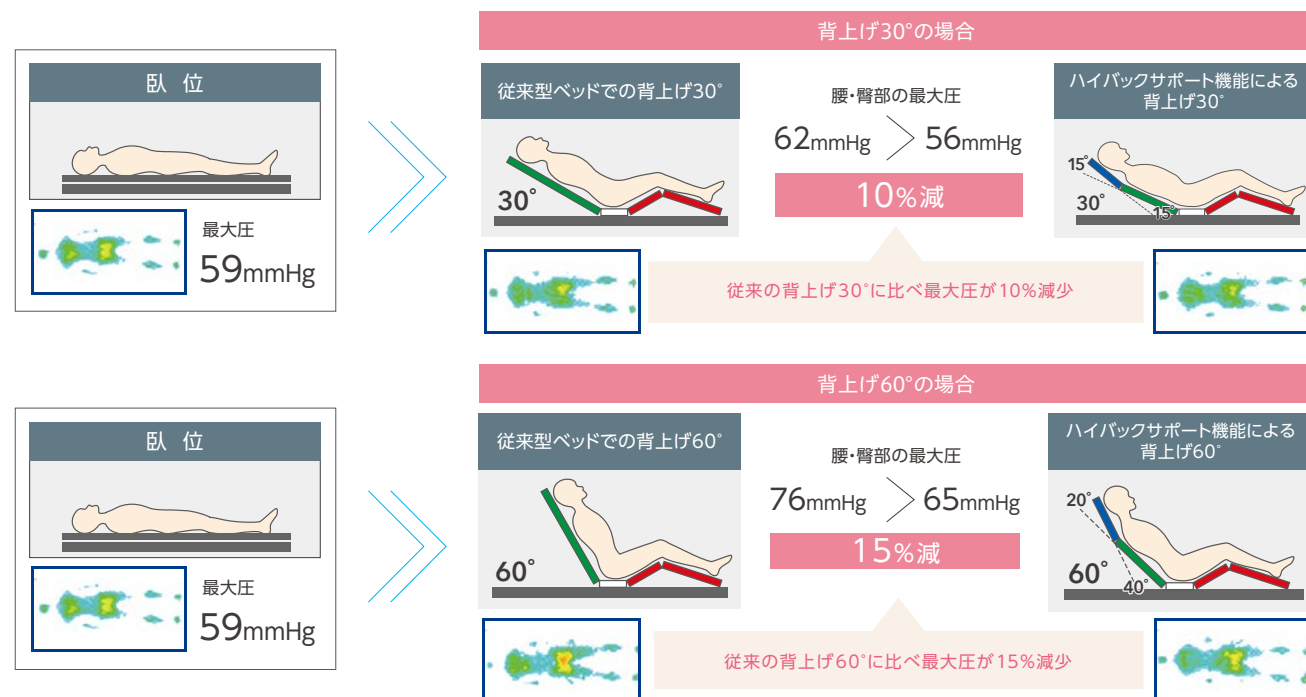 背上げ30°の場合
臥 位
最大圧
59mmHg
従来型ベッドでの背上げ30°
30°
腰・臀部の最大圧
62mmHg > 56mmHg
10%減
ハイバックサポート機能による
背上げ30°
15°
30°
15°
従来の背上げ30°に比べ最大圧が10%減少
背上げ60°の場合
臥 位
最大圧
59mmHg
従来型ベッドでの背上げ60°
60°
腰・臀部の最大圧
76mmHg > 65mmHg
15%減
ハイバックサポート機能による
背上げ60°
20°
60°
40°
従来の背上げ60°に比べ最大圧が15%減少